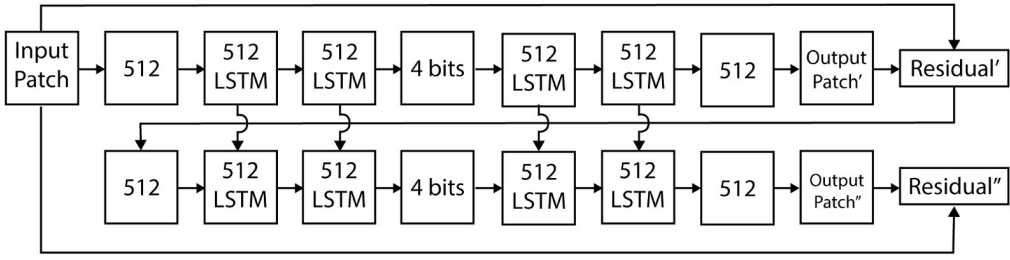 Input
Patch
512
512
LSTM
512
LSTM
4 bits
512
LSTM
512
LSTM
512
Output
Patch′
Residual′
512
512
LSTM
512
LSTM
4 bits
512
LSTM
512
LSTM
512
Output
Patch″
Residual″